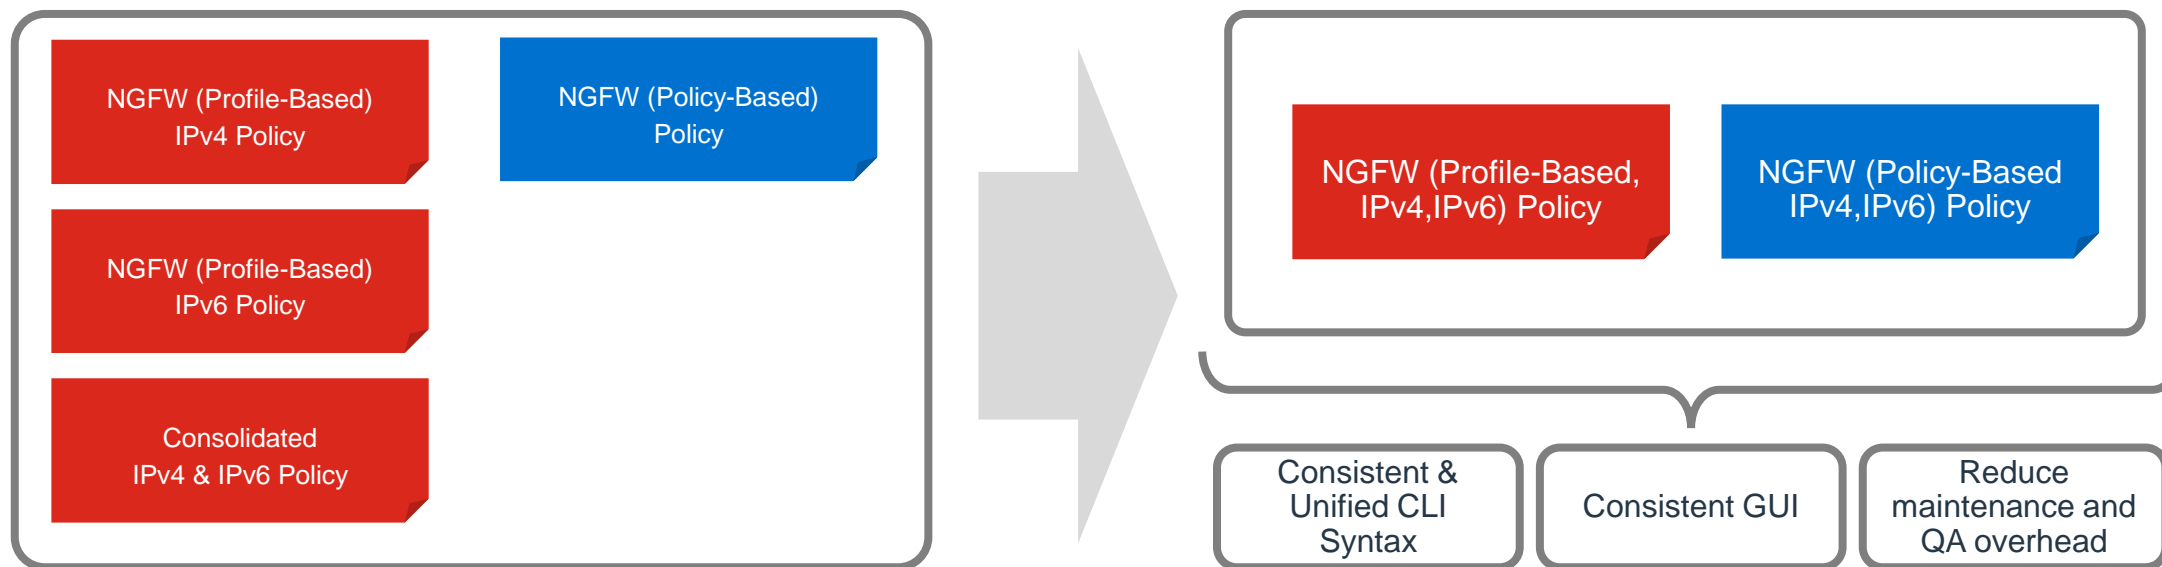 NGFW (Profile-Based)
IPv4 Policy
NGFW (Policy-Based)
Policy
NGFW (Profile-Based)
IPv6 Policy
Consolidated
IPv4 & IPv6 Policy
NGFW (Profile-Based,
IPv4,IPv6) Policy
NGFW (Policy-Based
IPv4,IPv6) Policy
Consistent &
Unified CLI
Syntax
Consistent GUI
Reduce
maintenance and
QA overhead